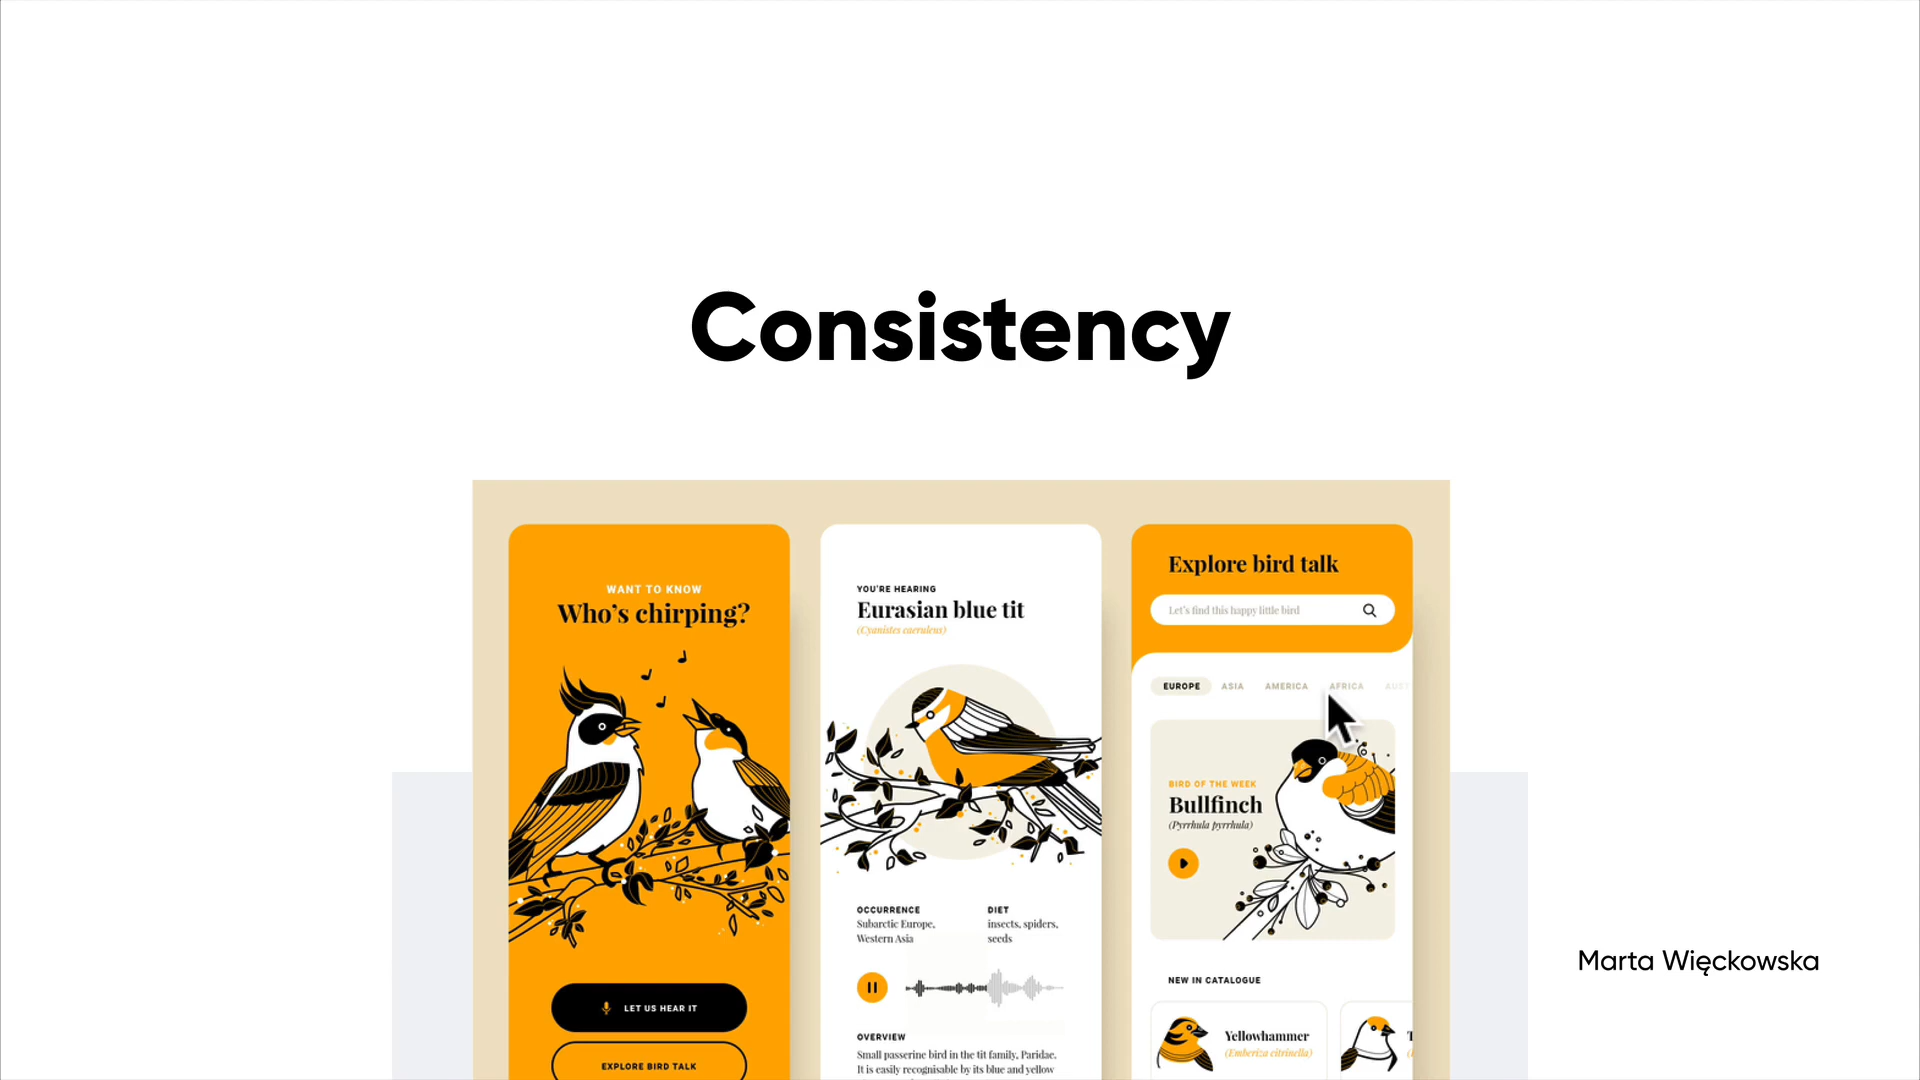 Consistency
WANT TO KNOW
Who's chirping?
LET US HEAR IT
EXPLORE BIRD TALK
YOU'RE HEARING
Eurasian blue tit
(Cyanistes caeruleus)
OCCURRENCE
Subarctic Europe,
Western Asia
DIET
insects, spiders,
seeds
OVERVIEW
Small passerine bird in the tit family, Paridae.
It is easily recognisable by its blue and yellow
Explore bird talk
Let's find this happy little bird
EUROPE ASIA AMERICA AFRICA AUST
BIRD OF THE WEEK
Bullfinch
(Pyrrhula pyrrhula)
NEW IN CATALOGUE
Yellowhammer
(Emberiza citrinella)
Marta Więckowska